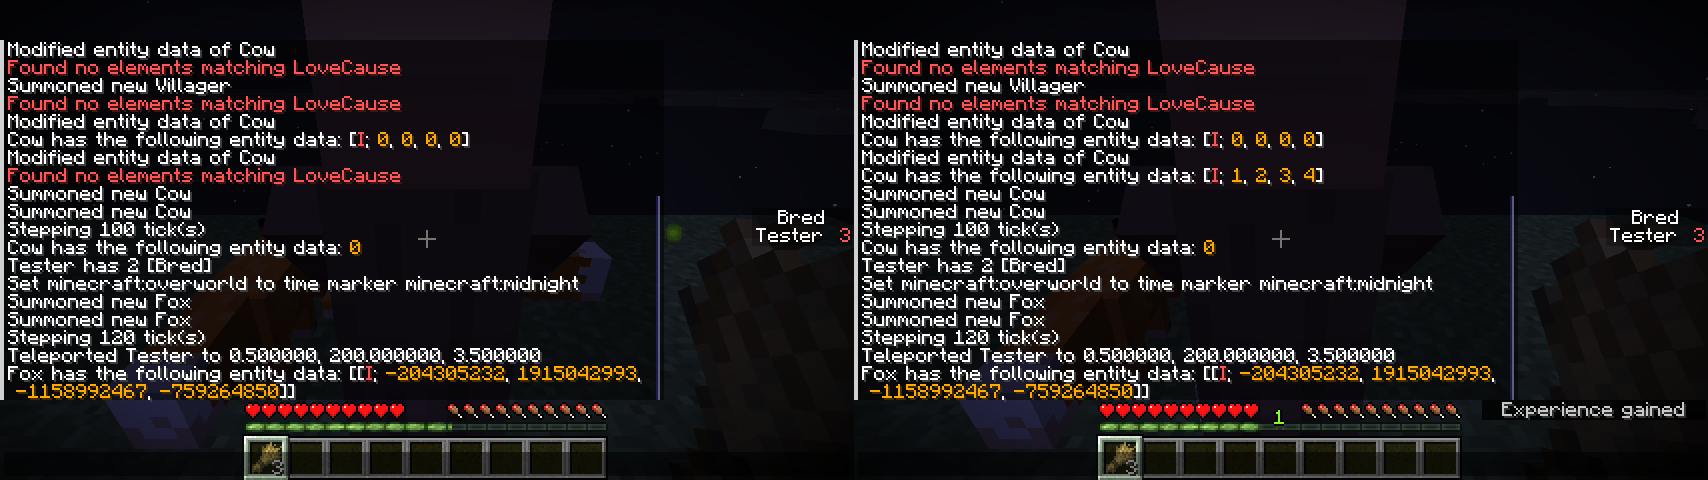 Modified entity data of Cow
Found no elements matching LoveCause
Summoned new Villager
Found no elements matching LoveCause
Modified entity data of Cow
Cow has the following entity data: [I; 0, 0, 0, 0]
Modified entity data of Cow
Found no elements matching LoveCause
Summoned new Cow
Summoned new Cow
Stepping 100 tick(s)
Cow has the following entity data: 0
Tester has 2 [Bred]
Set minecraft:overworld to time marker minecraft:midnight
Summoned new Fox
Summoned new Fox
Stepping 120 tick(s)
Teleported Tester to 0.500000, 200.000000, 3.500000
Fox has the following entity data: [[I; -204305232, 1915042993,
-1158992467, -759264850]]
Bred
Tester 3
3
Modified entity data of Cow
Found no elements matching LoveCause
Summoned new Villager
Found no elements matching LoveCause
Modified entity data of Cow
Cow has the following entity data: [I; 0, 0, 0, 0]
Modified entity data of Cow
Cow has the following entity data: [I; 1, 2, 3, 4]
Summoned new Cow
Summoned new Cow
Stepping 100 tick(s)
Cow has the following entity data: 0
Tester has 2 [Bred]
Set minecraft:overworld to time marker minecraft:midnight
Summoned new Fox
Summoned new Fox
Stepping 120 tick(s)
Teleported Tester to 0.500000, 200.000000, 3.500000
Fox has the following entity data: [[I; -204305232, 1915042993,
-1158992467, -759264850]]
Bred
Tester 3
Experience gained
1
3